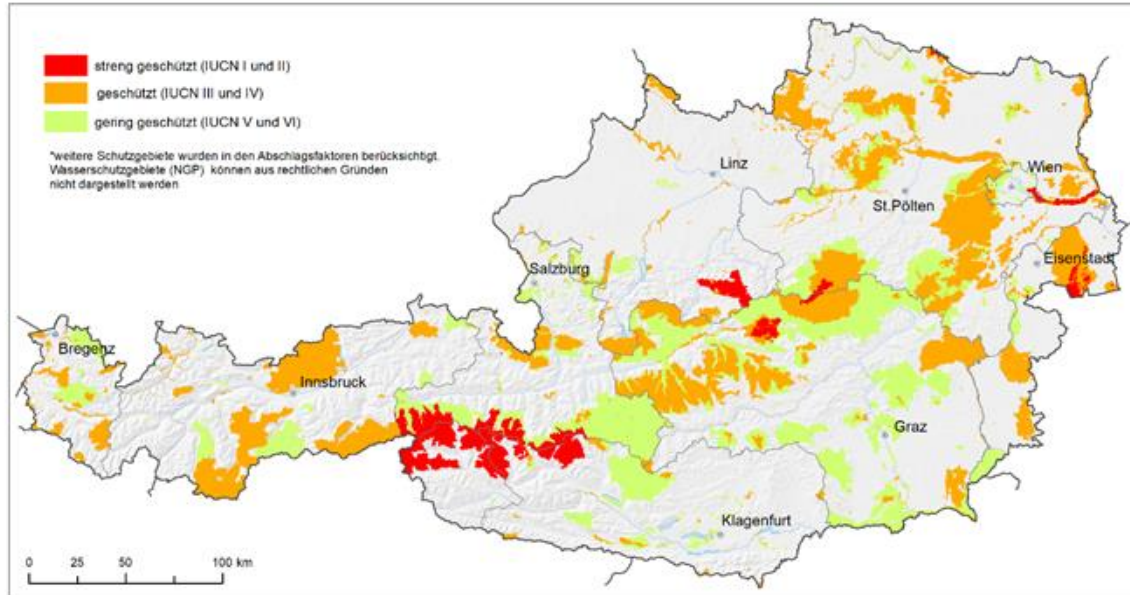 streng geschützt (IUCN I und II)
geschützt (IUCN III und IV)
gering geschützt (IUCN V und VI)
*weitere Schutzgebiete wurden in den Abschlagsfaktoren berücksichtigt.
Wasserschutzgebiete (NGP) können aus rechtlichen Gründen
nicht dargestellt werden
Linz
Wien
St.Pölten
Eisenstadt
Salzburg
Bregenz
Innsbruck
Graz
Klagenfurt
0 25 50 100 km